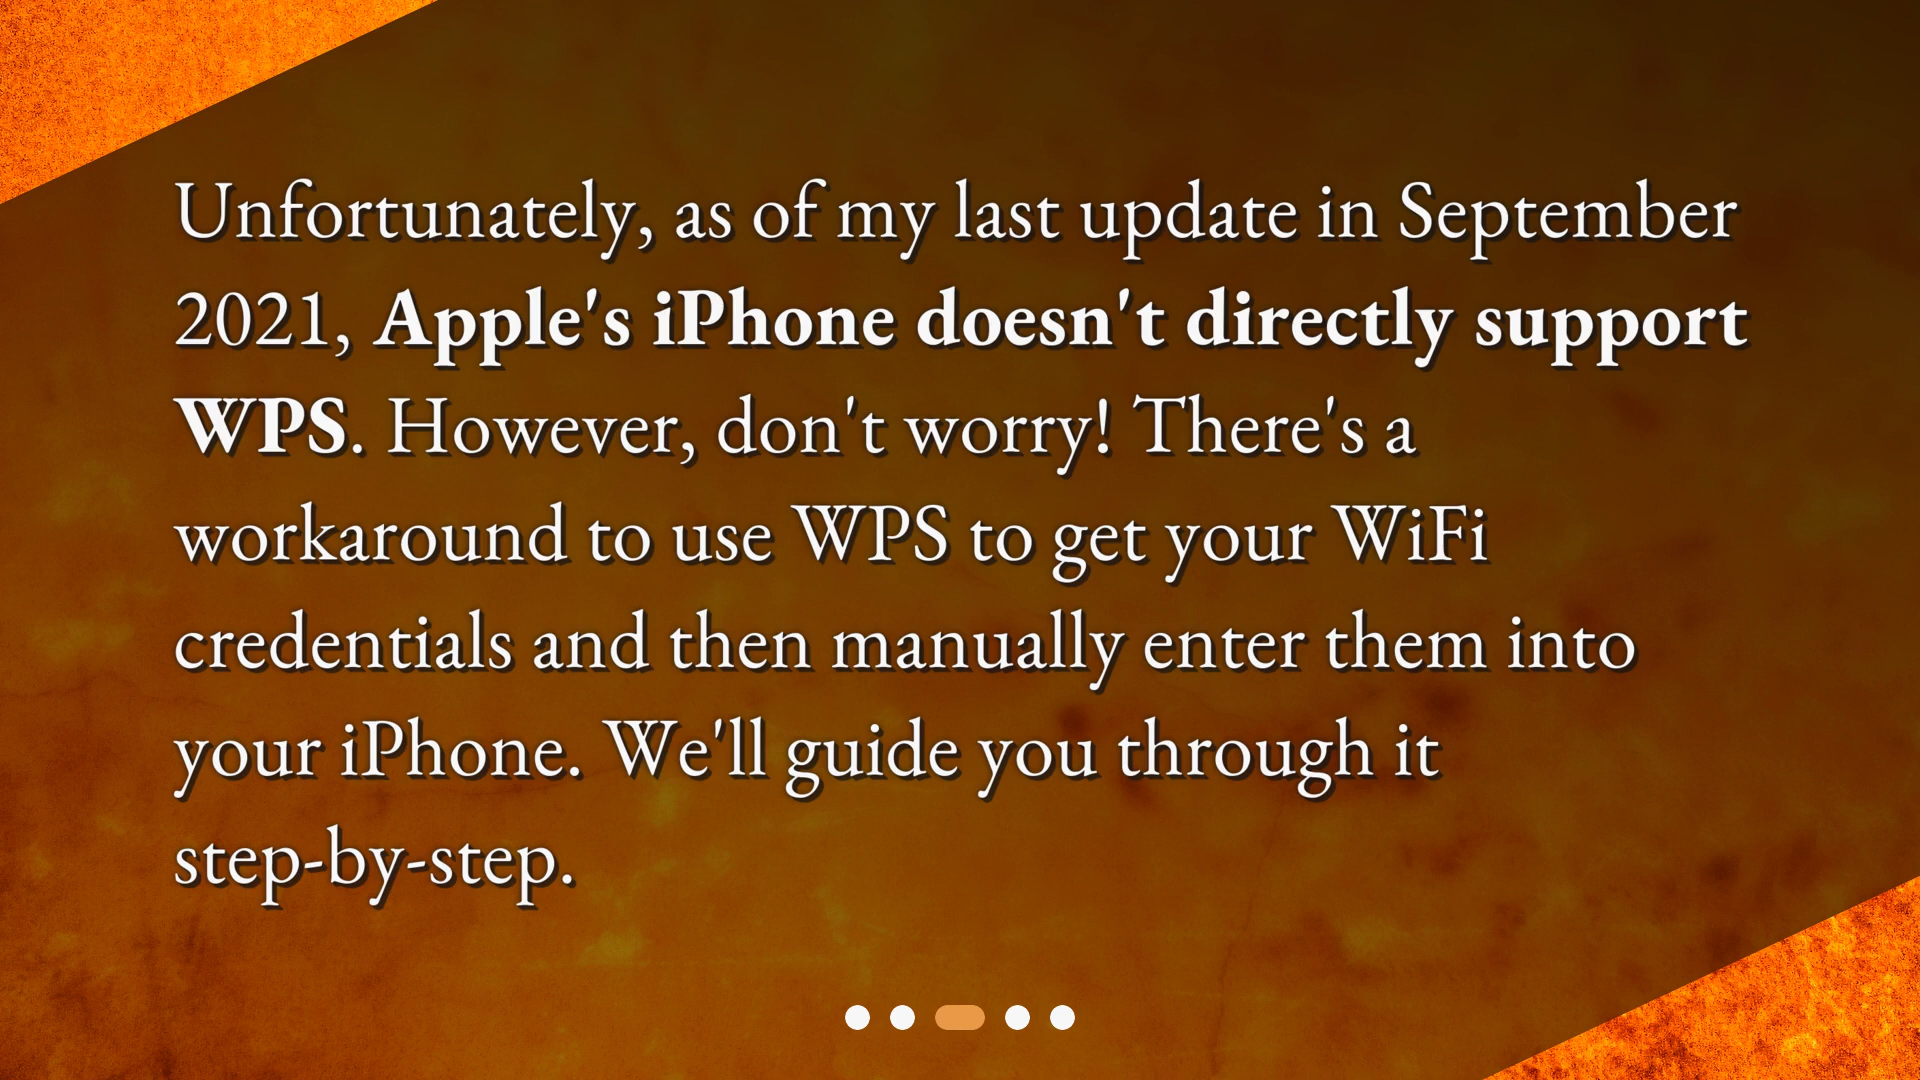 Unfortunately, as of my last update in September
2021, Apple's iPhone doesn't directly support
WPS. However, don't worry! There's a
workaround to use WPS to get your WiFi
credentials and then manually enter them into
your iPhone. We'll guide you through it
step-by-step.